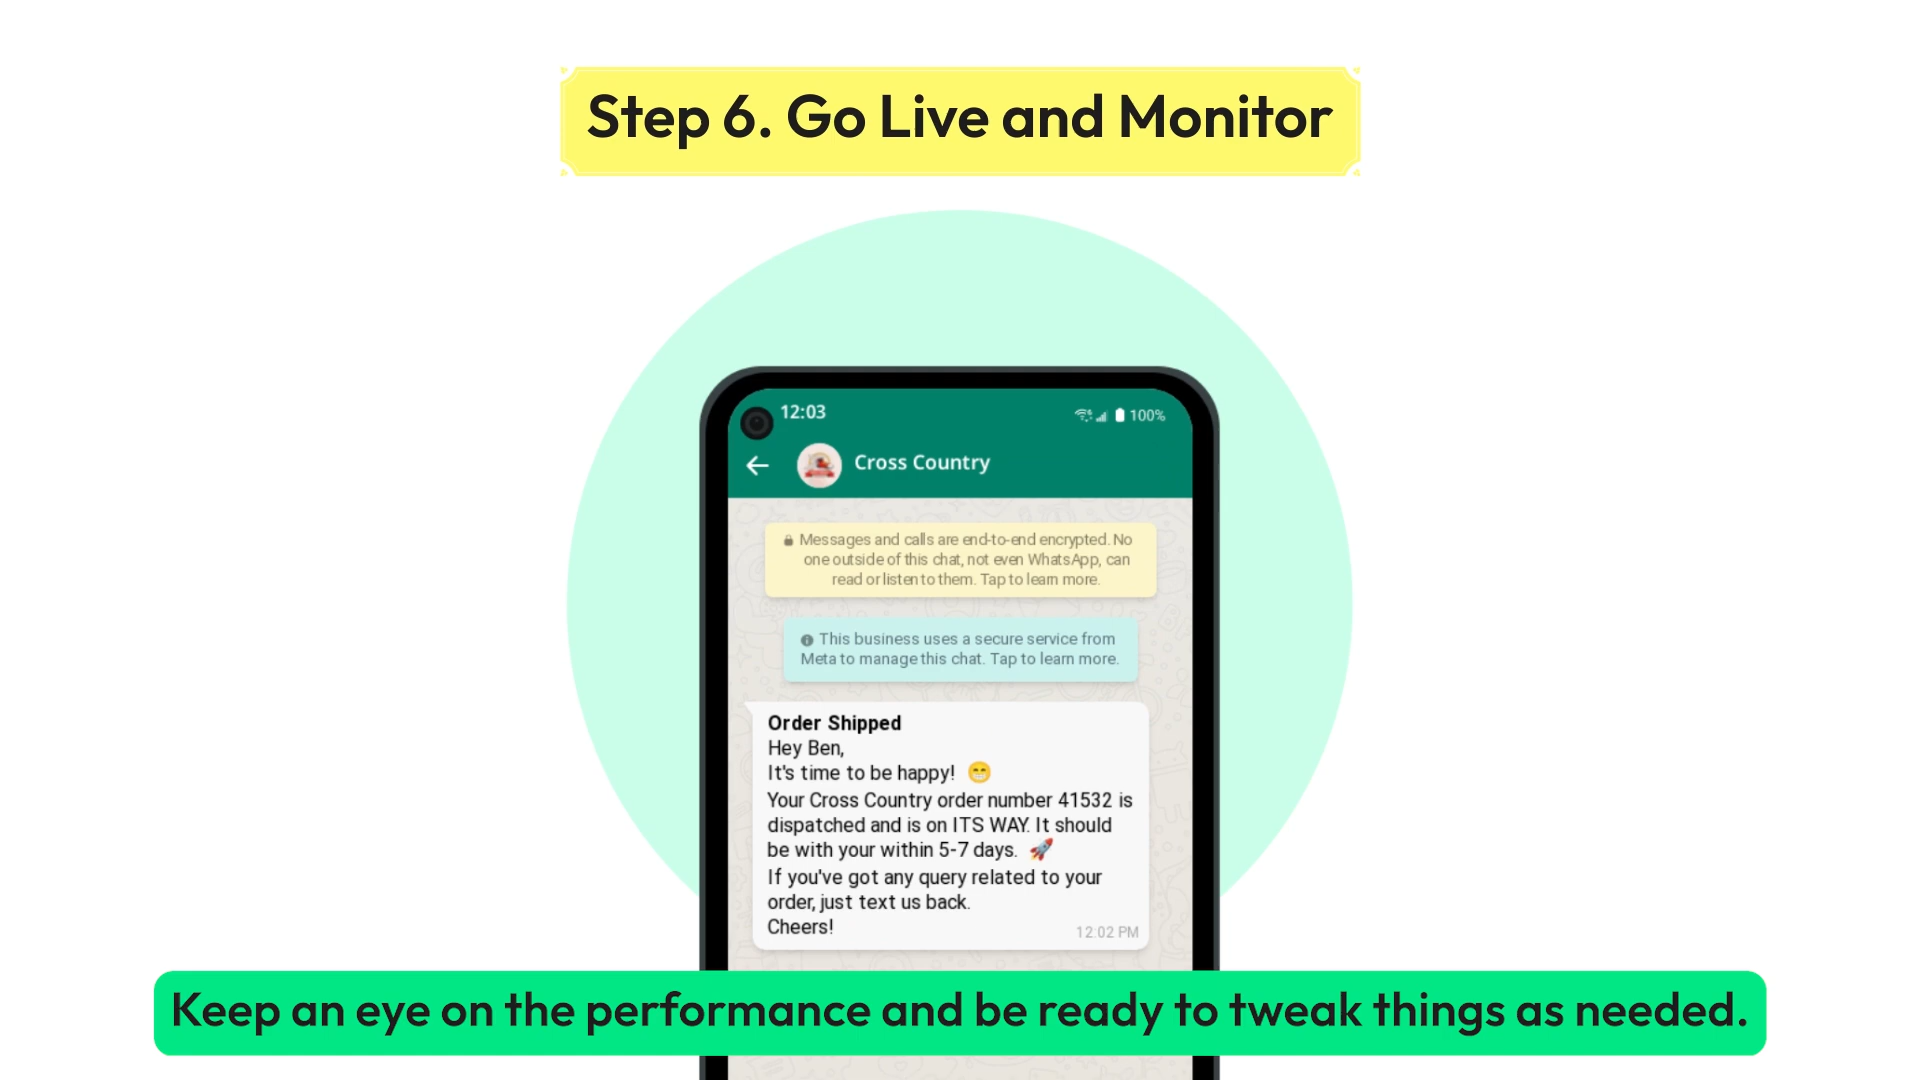 Step 6. Go Live and Monitor
12:03
100%
Cross Country
Messages and calls are end-to-end encrypted. No
one outside of this chat, not even WhatsApp, can
read or listen to them. Tap to learn more.
This business uses a secure service from
Meta to manage this chat. Tap to learn more.
Order Shipped
Hey Ben,
It's time to be happy! 😁
Your Cross Country order number 41532 is
dispatched and is on ITS WAY. It should
be with your within 5-7 days. 🚀
If you've got any query related to your
order, just text us back.
Cheers!
12:02 PM
Keep an eye on the performance and be ready to tweak things as needed.